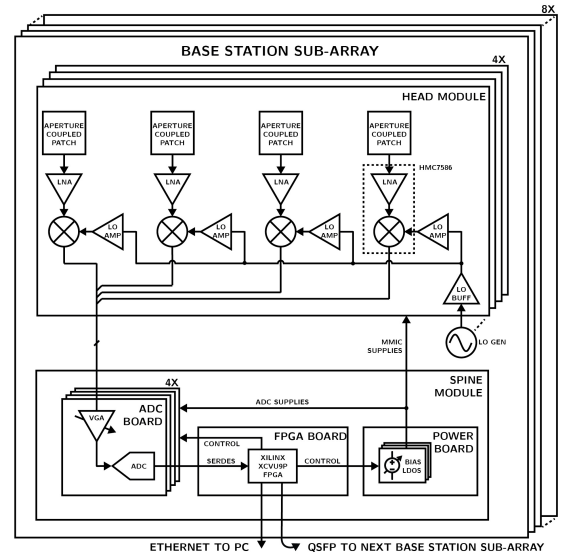 8X
BASE STATION SUB-ARRAY
4X
HEAD MODULE
APERTURE
COUPLED
PATCH
APERTURE
COUPLED
PATCH
APERTURE
COUPLED
PATCH
APERTURE
COUPLED
PATCH
HMC7586
LNA
LNA
LNA
LNA
LO
AMP
LO
AMP
LO
AMP
LO
AMP
LO
BUFF
LO GEN
MMIC
SUPPLIES
SPINE
MODULE
4X
ADC
BOARD
VGA
ADC
ADC SUPPLIES
CONTROL
FPGA BOARD
SERDES
XILINX
XCVU9P
FPGA
CONTROL
POWER
BOARD
BIAS
LDOS
ETHERNET TO PC
QSFP TO NEXT BASE STATION SUB-ARRAY